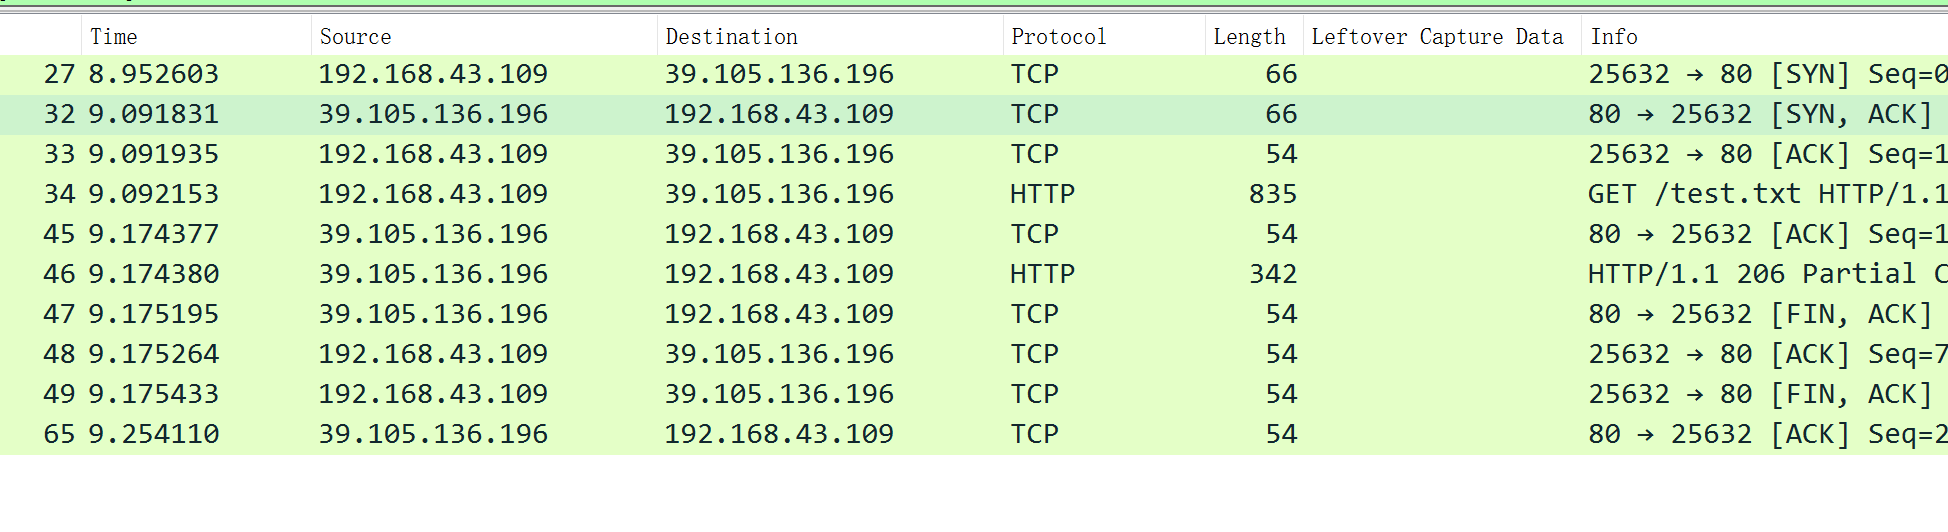 Time Source Destination Protocol Length Leftover Capture Data Info
27 8.952603 192.168.43.109 39.105.136.196 TCP 66 25632 → 80 [SYN] Seq=0
32 9.091831 39.105.136.196 192.168.43.109 TCP 66 80 → 25632 [SYN, ACK]
33 9.091935 192.168.43.109 39.105.136.196 TCP 54 25632 → 80 [ACK] Seq=1
34 9.092153 192.168.43.109 39.105.136.196 HTTP 835 GET /test.txt HTTP/1.1
45 9.174377 39.105.136.196 192.168.43.109 TCP 54 80 → 25632 [ACK] Seq=1
46 9.174380 39.105.136.196 192.168.43.109 HTTP 342 HTTP/1.1 206 Partial C
47 9.175195 39.105.136.196 192.168.43.109 TCP 54 80 → 25632 [FIN, ACK]
48 9.175264 192.168.43.109 39.105.136.196 TCP 54 25632 → 80 [ACK] Seq=7
49 9.175433 192.168.43.109 39.105.136.196 TCP 54 25632 → 80 [FIN, ACK]
65 9.254110 39.105.136.196 192.168.43.109 TCP 54 80 → 25632 [ACK] Seq=2